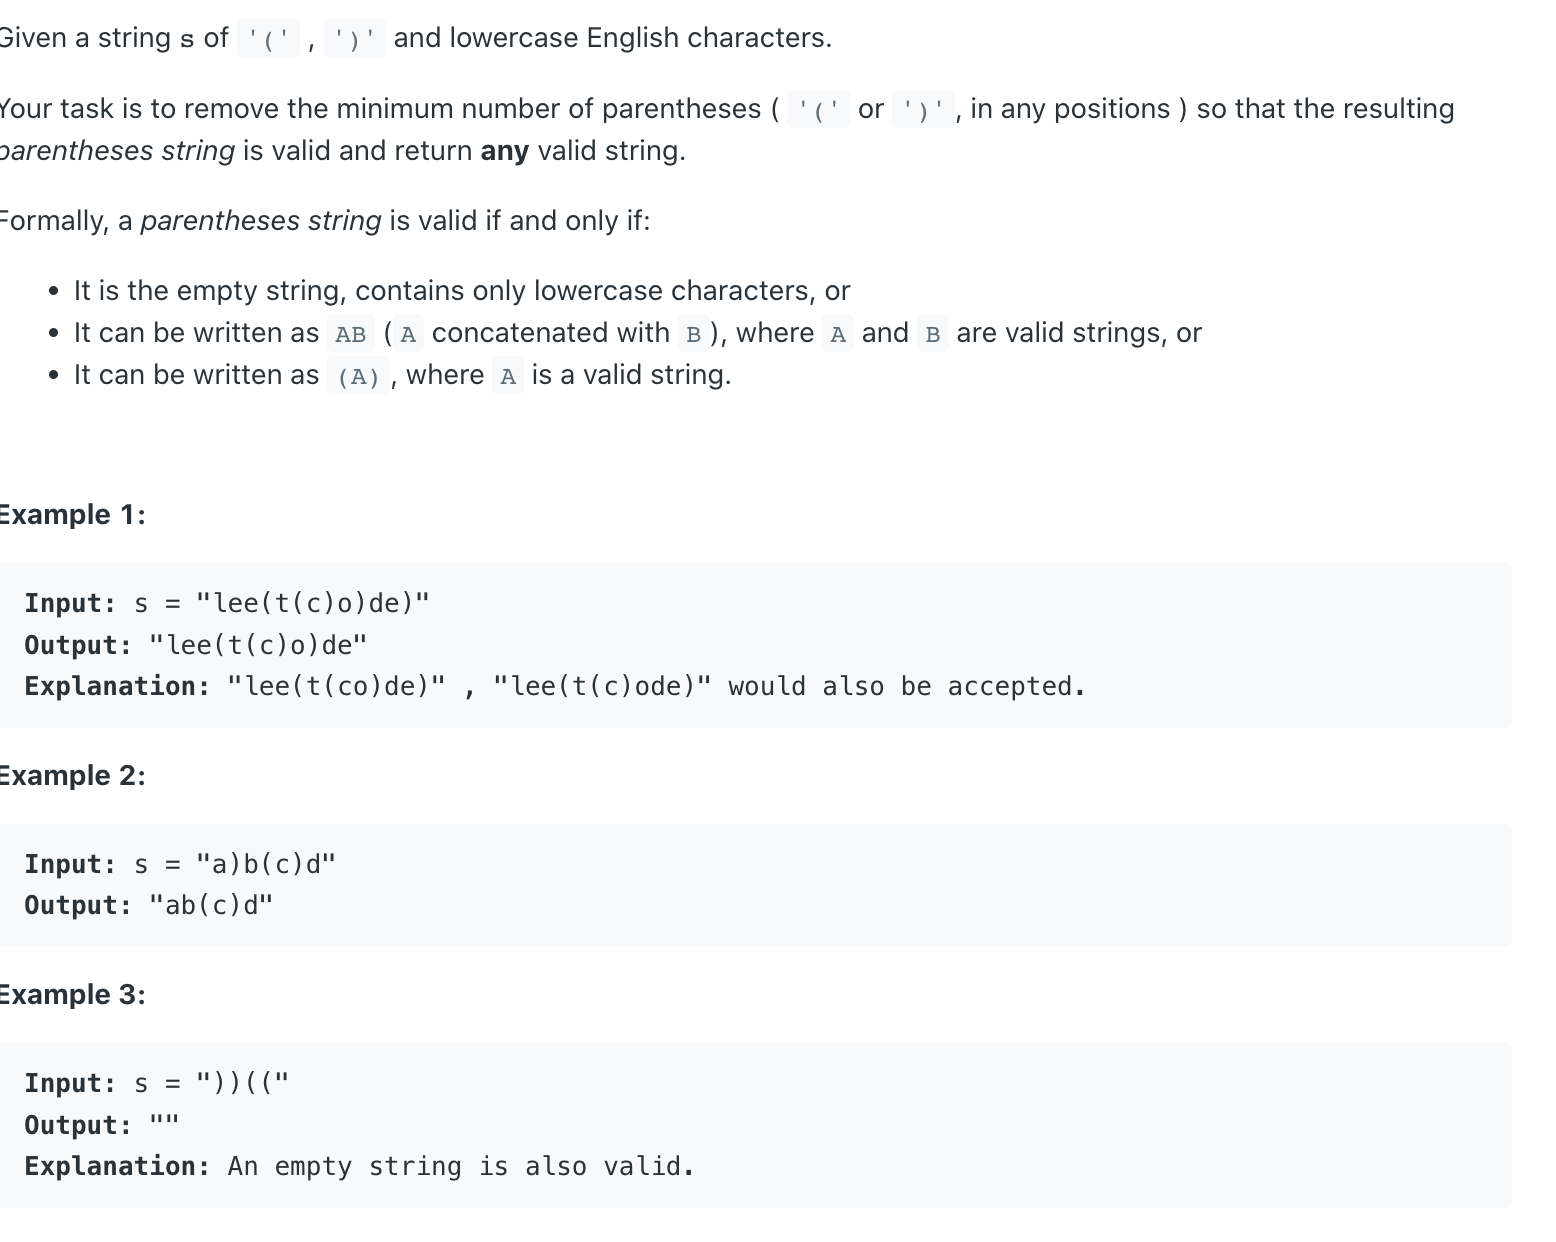 Given a string s of '(' , ')' and lowercase English characters.
Your task is to remove the minimum number of parentheses ( '(' or ')', in any positions ) so that the resulting
parentheses string is valid and return any valid string.
Formally, a parentheses string is valid if and only if:
• It is the empty string, contains only lowercase characters, or
• It can be written as AB (A concatenated with B), where A and B are valid strings, or
• It can be written as (A), where A is a valid string.
Example 1:
Input: s = "lee(t(c)o)de)"
Output: "lee(t(c)o)de"
Explanation: "lee(t(co)de)" , "lee(t(c)ode)" would also be accepted.
Example 2:
Input: s = "a)b(c)d"
Output: "ab(c)d"
Example 3:
Input: s = "))(("
Output: ""
Explanation: An empty string is also valid.